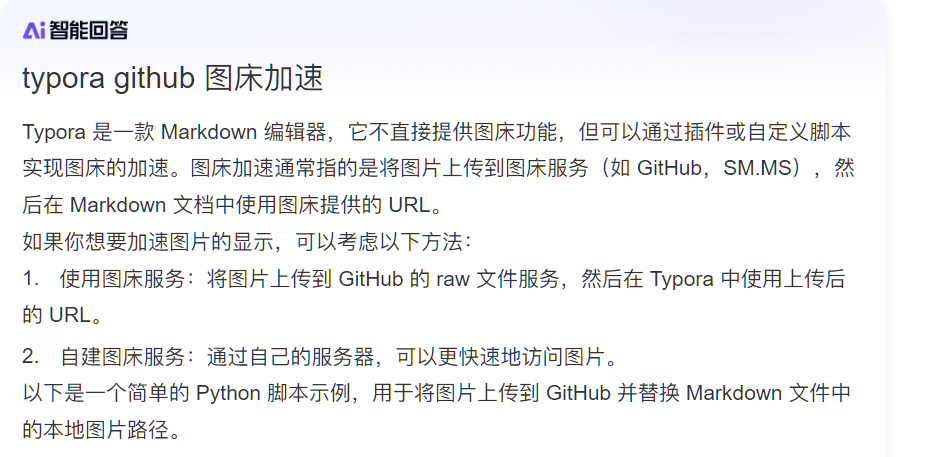 Ai智能回答
typora github 图床加速
Typora 是一款 Markdown 编辑器，它不直接提供图床功能，但可以通过插件或自定义脚本
实现图床的加速。图床加速通常指的是将图片上传到图床服务（如 GitHub，SM.MS），然
后在 Markdown 文档中使用图床提供的 URL。
如果你想要加速图片的显示，可以考虑以下方法：
1. 使用图床服务：将图片上传到 GitHub 的 raw 文件服务，然后在 Typora 中使用上传后
的 URL。
2. 自建图床服务：通过自己的服务器，可以更快速地访问图片。
以下是一个简单的 Python 脚本示例，用于将图片上传到 GitHub 并替换 Markdown 文件中
的本地图片路径。